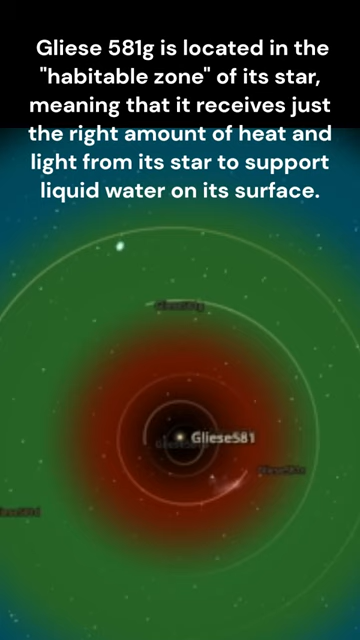 Gliese 581g is located in the
"habitable zone" of its star,
meaning that it receives just
the right amount of heat and
light from its star to support
liquid water on its surface.
Gliese581